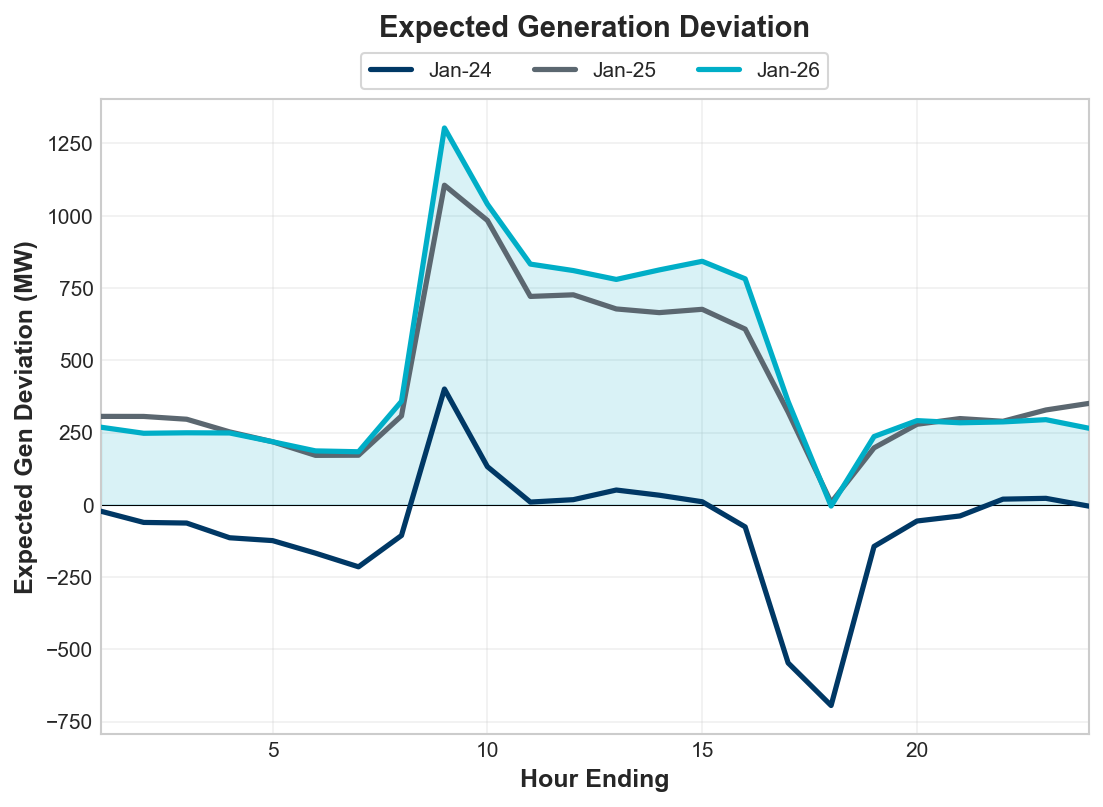 Expected Generation Deviation
Jan-24 Jan-25 Jan-26
Expected Gen Deviation (MW)
1250
1000
750
500
250
0
−250
−500
−750
5 10 15 20
Hour Ending